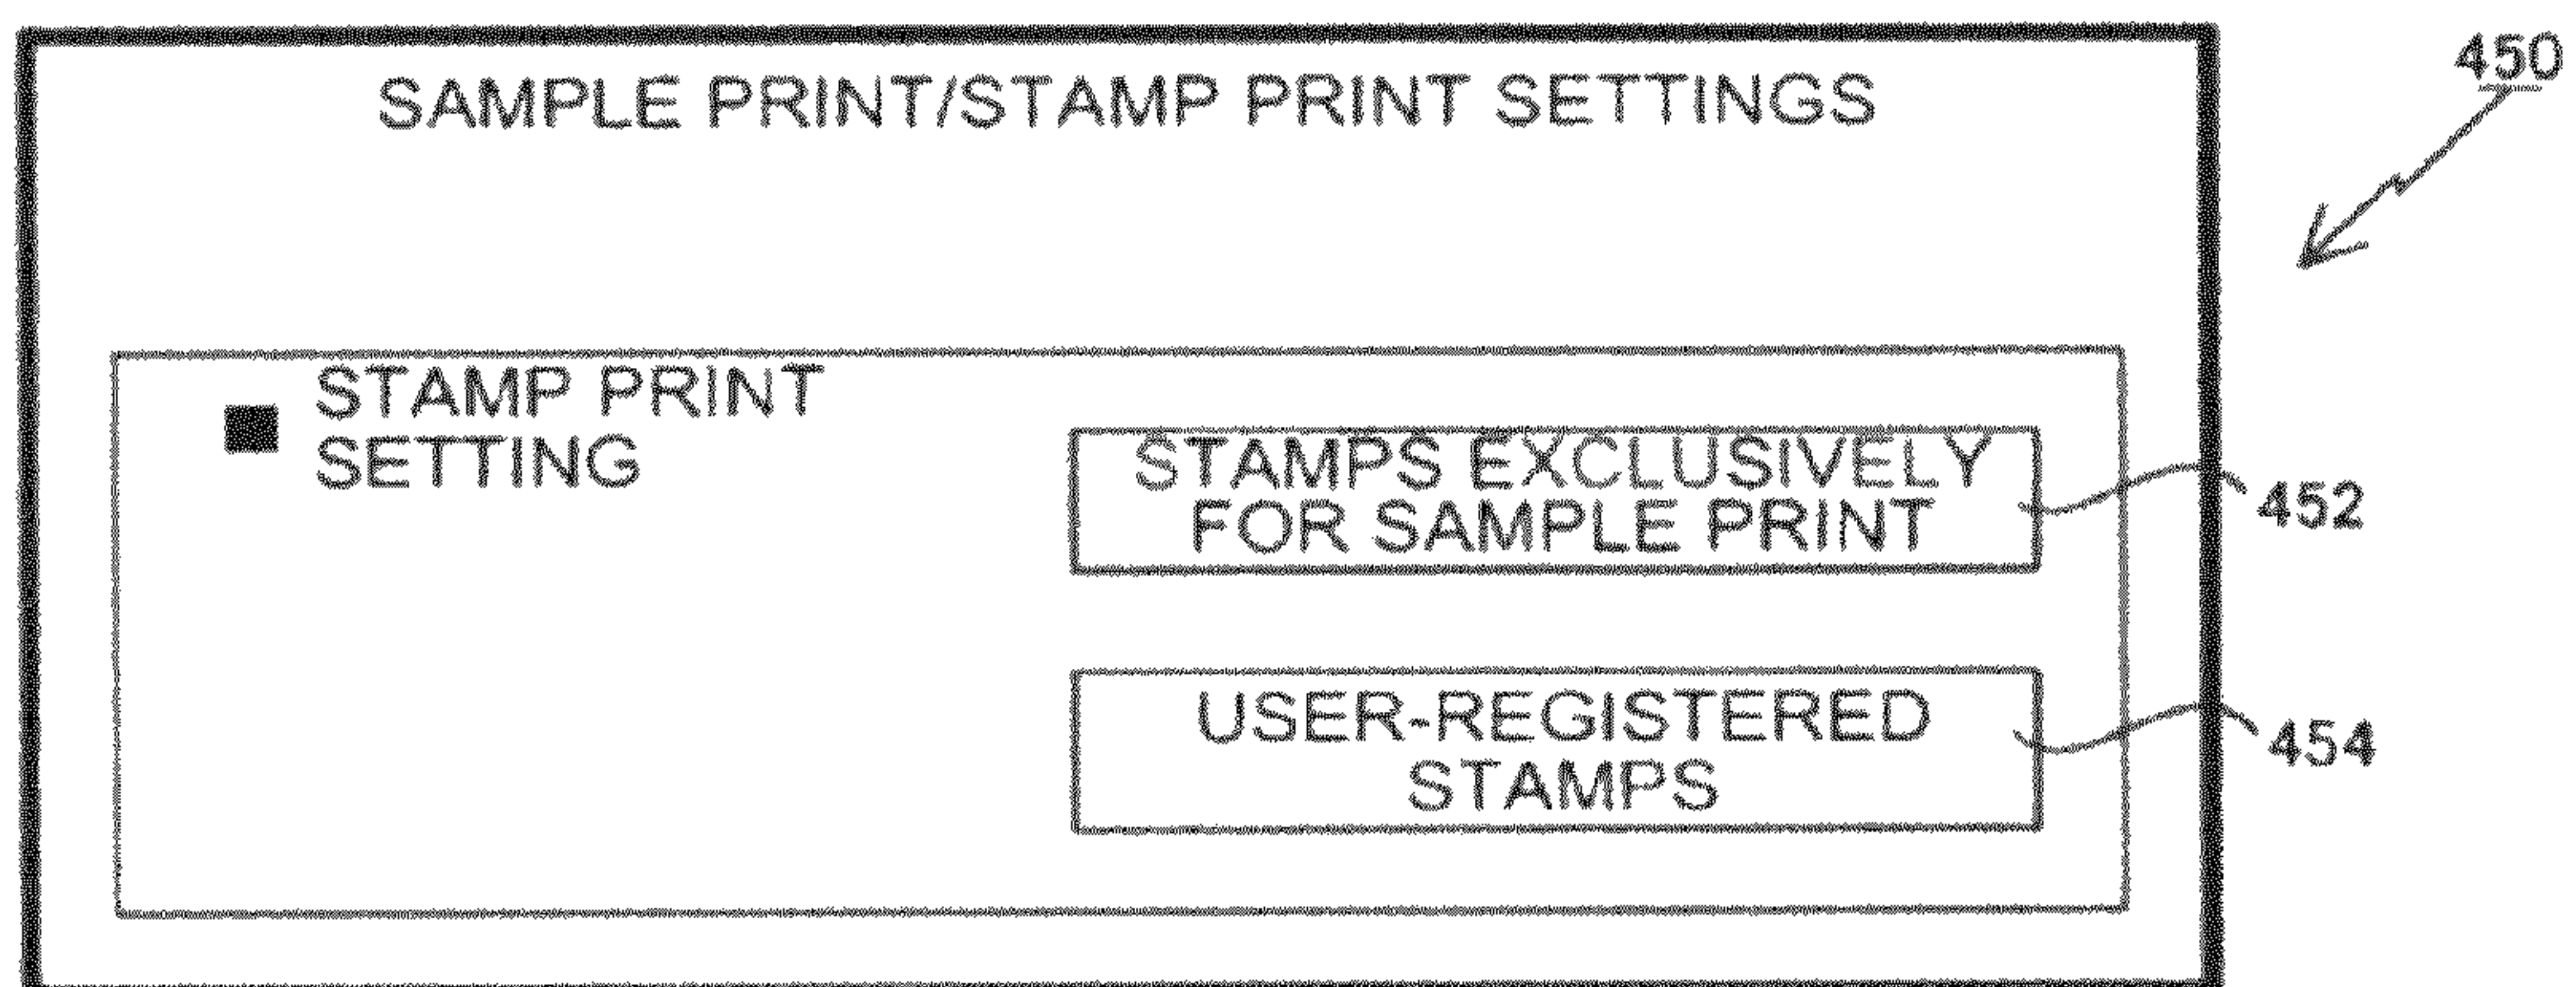 SAMPLE PRINT/STAMP PRINT SETTINGS
450
STAMP PRINT
SETTING
STAMPS EXCLUSIVELY
FOR SAMPLE PRINT
452
USER-REGISTERED
STAMPS
454